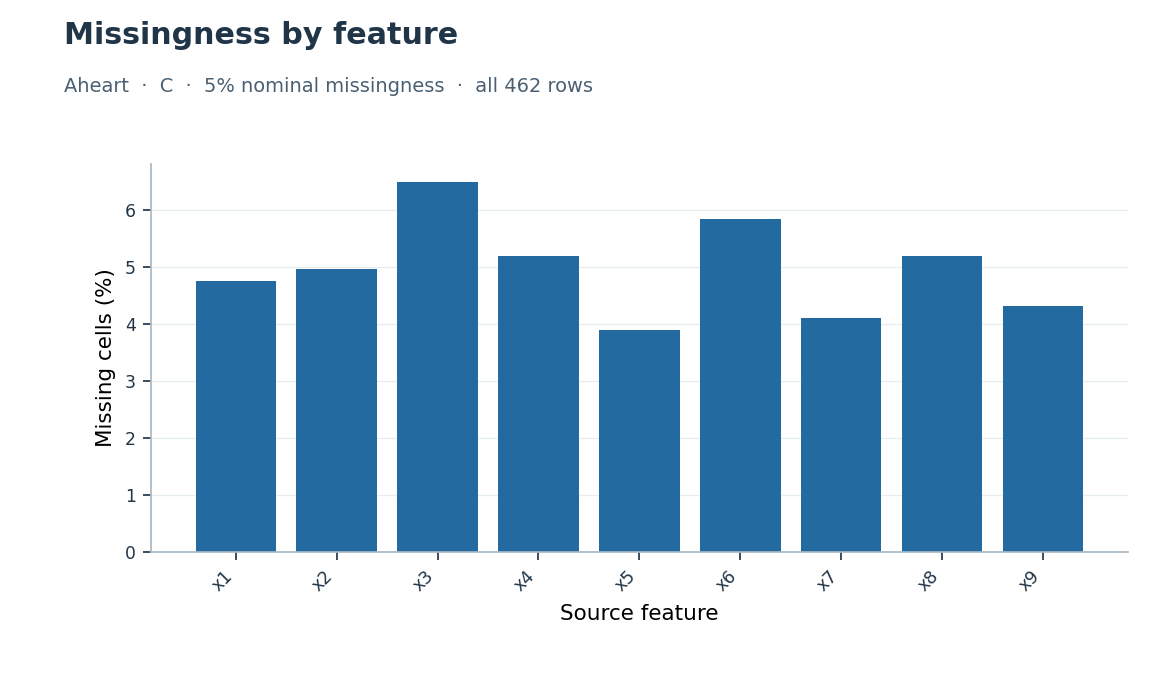 Missingness by feature
Aheart · C · 5% nominal missingness · all 462 rows
Missing cells (%)
6
5
4
3
2
1
0
x1 x2 x3 x4 x5 x6 x7 x8 x9
Source feature